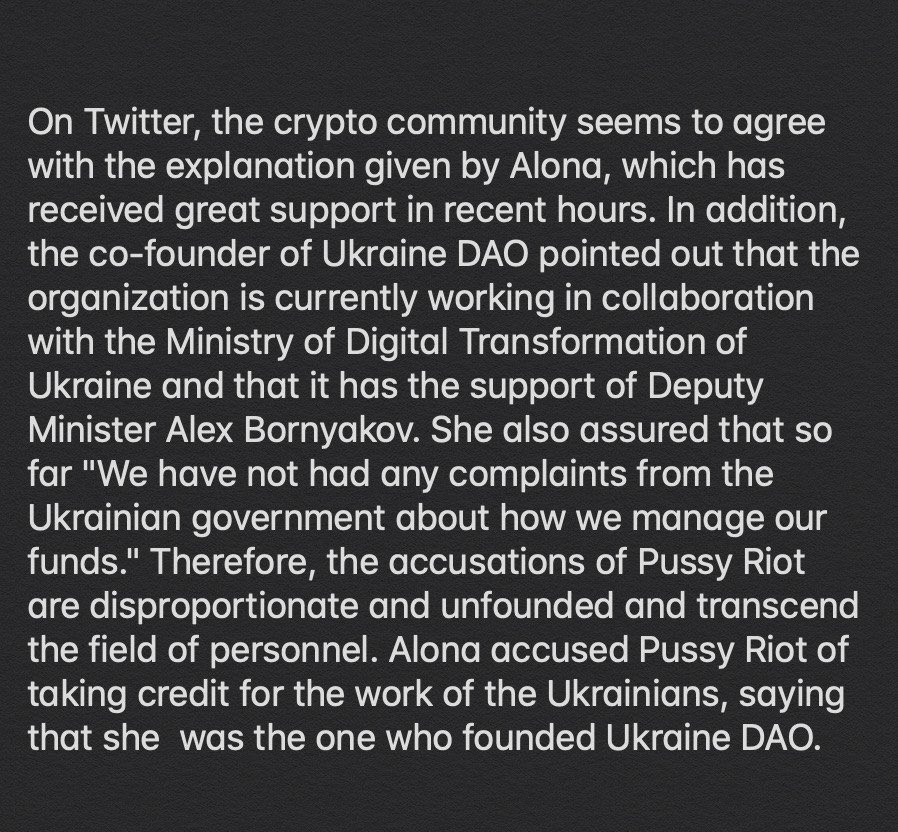 On Twitter, the crypto community seems to agree
with the explanation given by Alona, which has
received great support in recent hours. In addition,
the co-founder of Ukraine DAO pointed out that the
organization is currently working in collaboration
with the Ministry of Digital Transformation of
Ukraine and that it has the support of Deputy
Minister Alex Bornyakov. She also assured that so
far "We have not had any complaints from the
Ukrainian government about how we manage our
funds." Therefore, the accusations of Pussy Riot
are disproportionate and unfounded and transcend
the field of personnel. Alona accused Pussy Riot of
taking credit for the work of the Ukrainians, saying
that she  was the one who founded Ukraine DAO.